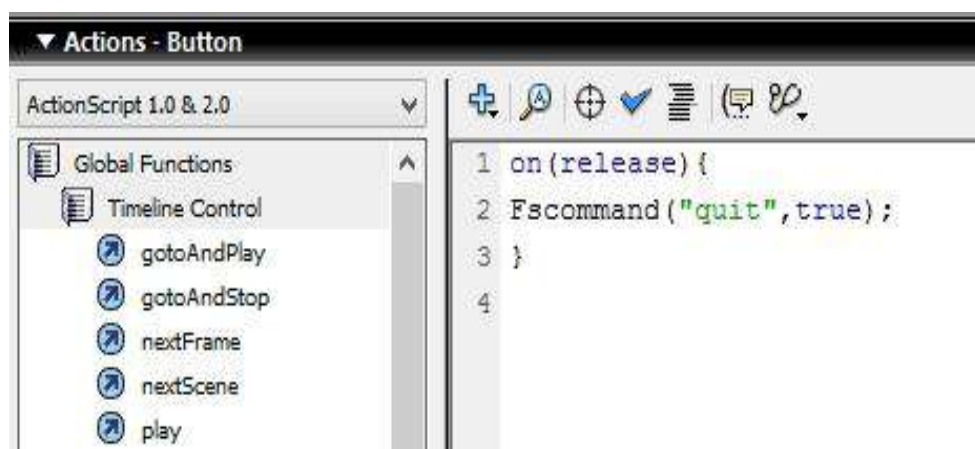 Actions - Button
ActionScript 1.0 & 2.0
Global Functions
Timeline Control
gotoAndPlay
gotoAndStop
nextFrame
nextScene
play
1 on(release){
2 Fscommand("quit",true);
3 }
4